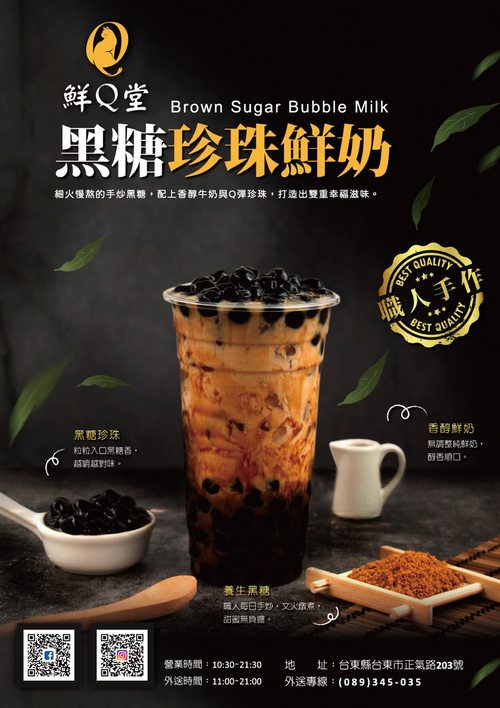 鮮Q堂
Brown Sugar Bubble Milk
黑糖珍珠鮮奶
細火慢熬的手炒黑糖，配上香醇牛奶與Q彈珍珠，打造出雙重幸福滋味。
BEST QUALITY
職人手作
BEST QUALITY
香醇鮮奶
無調整純鮮奶，
醇香順口。
黑糖珍珠
粒粒入口黑糖香，
越嚼越對味。
養生黑糖
職人每日手炒，文火燉煮，
甜蜜無負擔。
營業時間：10:30~21:30
外送時間：11:00~21:00
地　　址：台東縣台東市正氣路203號
外送專線：(089)345-035